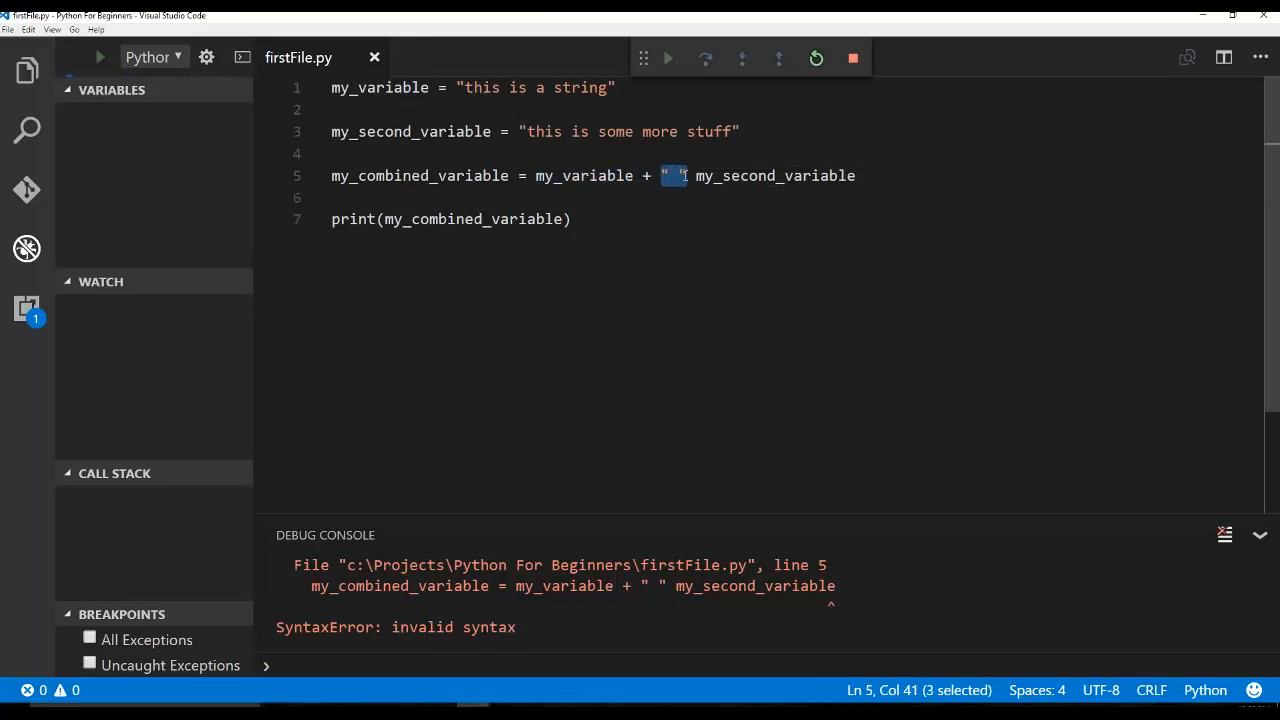 firstFile.py - Python For Beginners - Visual Studio Code
File Edit View Go Help
Python
firstFile.py
VARIABLES
WATCH
CALL STACK
BREAKPOINTS
All Exceptions
Uncaught Exceptions
1 my_variable = "this is a string"
2
3 my_second_variable = "this is some more stuff"
4
5 my_combined_variable = my_variable + " " my_second_variable
6
7 print(my_combined_variable)
DEBUG CONSOLE
File "c:\Projects\Python For Beginners\firstFile.py", line 5
my_combined_variable = my_variable + " " my_second_variable
^
SyntaxError: invalid syntax
1
0 0 Ln 5, Col 41 (3 selected) Spaces: 4 UTF-8 CRLF Python